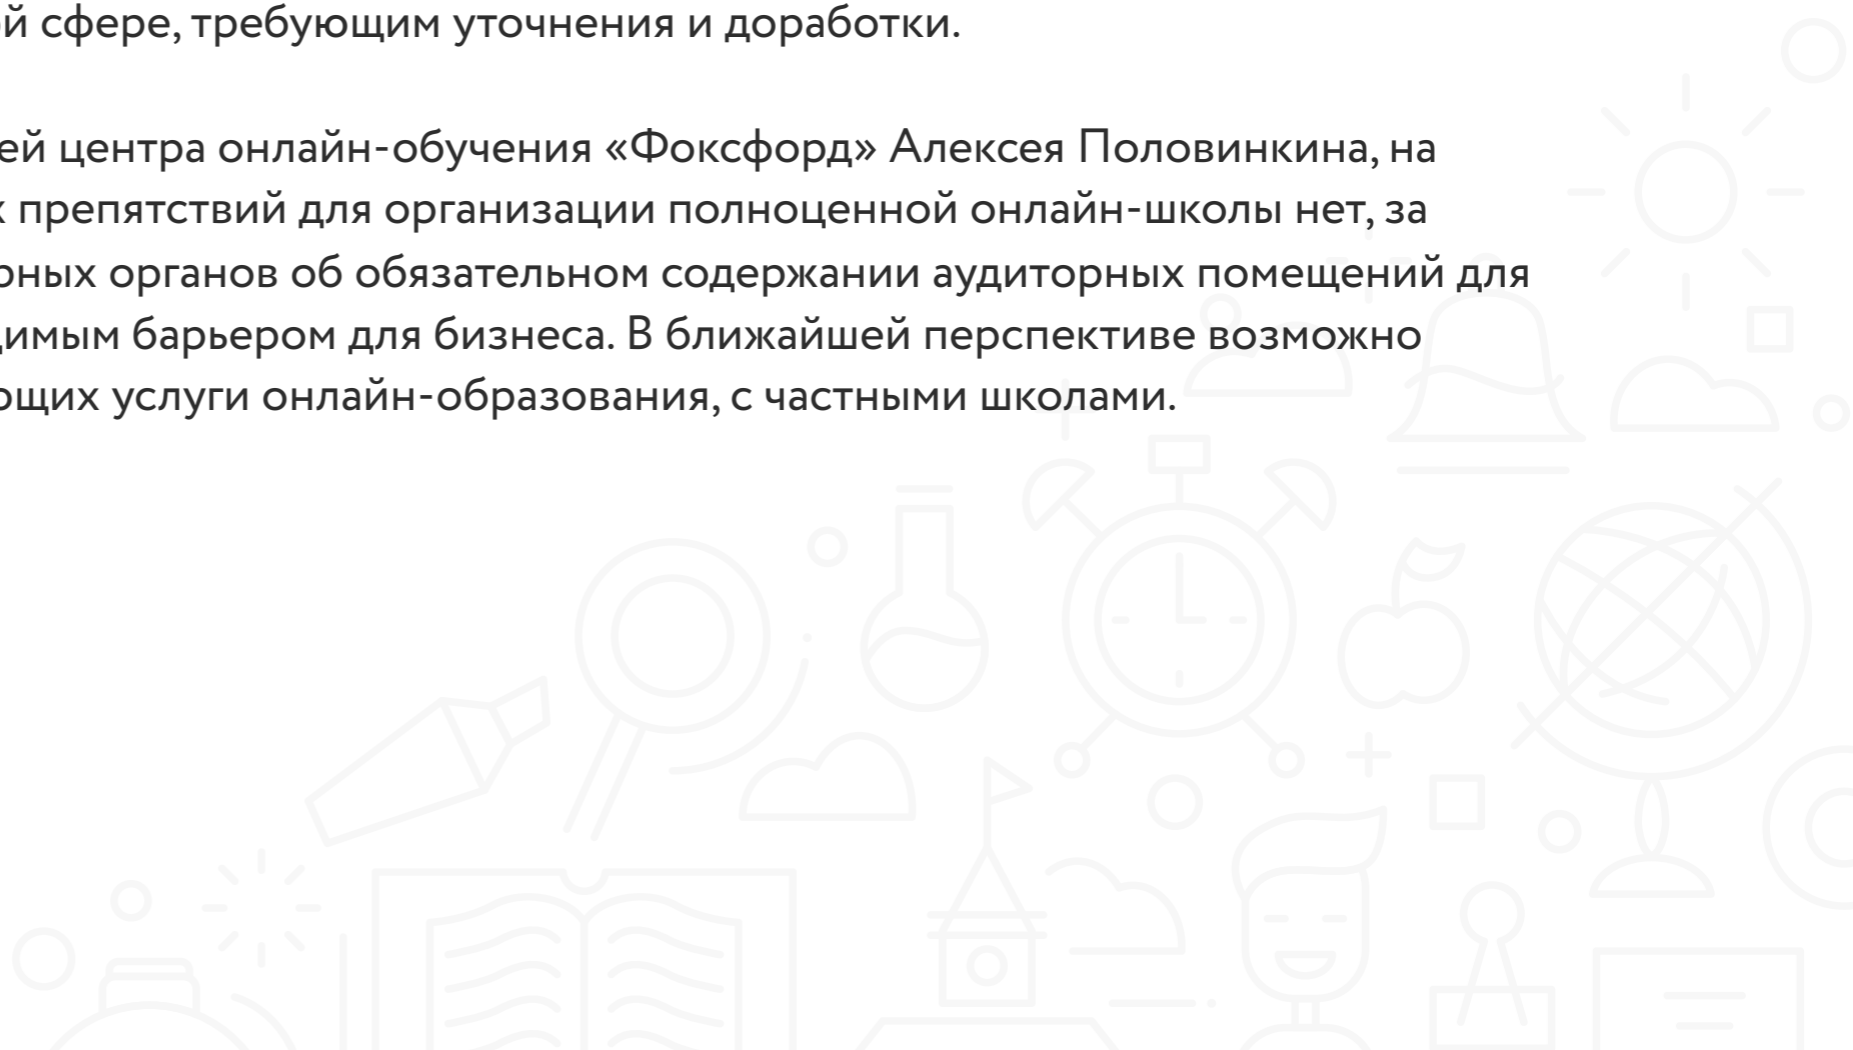 й сфере, требующим уточнения и доработки.
ей центра онлайн-обучения «Фоксфорд» Алексея Половинкина, на
препятствий для организации полноценной онлайн-школы нет, за
рных органов об обязательном содержании аудиторных помещений для
димым барьером для бизнеса. В ближайшей перспективе возможно
ющих услуги онлайн-образования, с частными школами.